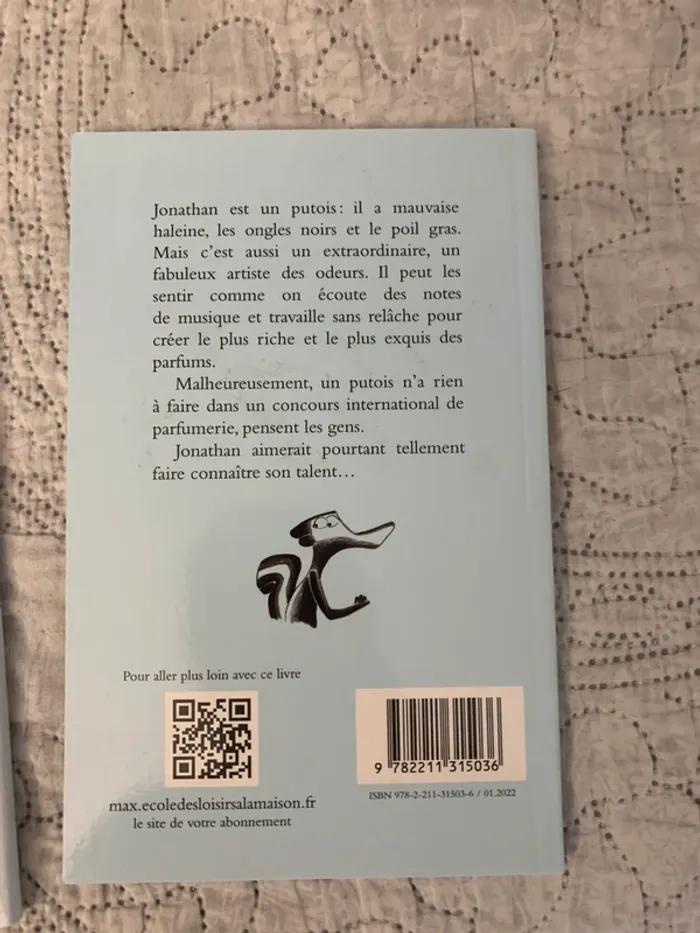 Jonathan est un putois : il a mauvaise
haleine, les ongles noirs et le poil gras.
Mais c'est aussi un extraordinaire, un
fabuleux artiste des odeurs. Il peut les
sentir comme on écoute des notes
de musique et travaille sans relâche pour
créer le plus riche et le plus exquis des
parfums.
Malheureusement, un putois n'a rien
à faire dans un concours international de
parfumerie, pensent les gens.
Jonathan aimerait pourtant tellement
faire connaître son talent…
Pour aller plus loin avec ce livre
max.ecoledesloisirsalamaison.fr
le site de votre abonnement
9 782211 315036
ISBN 978-2-211-31503-6 / 01.2022